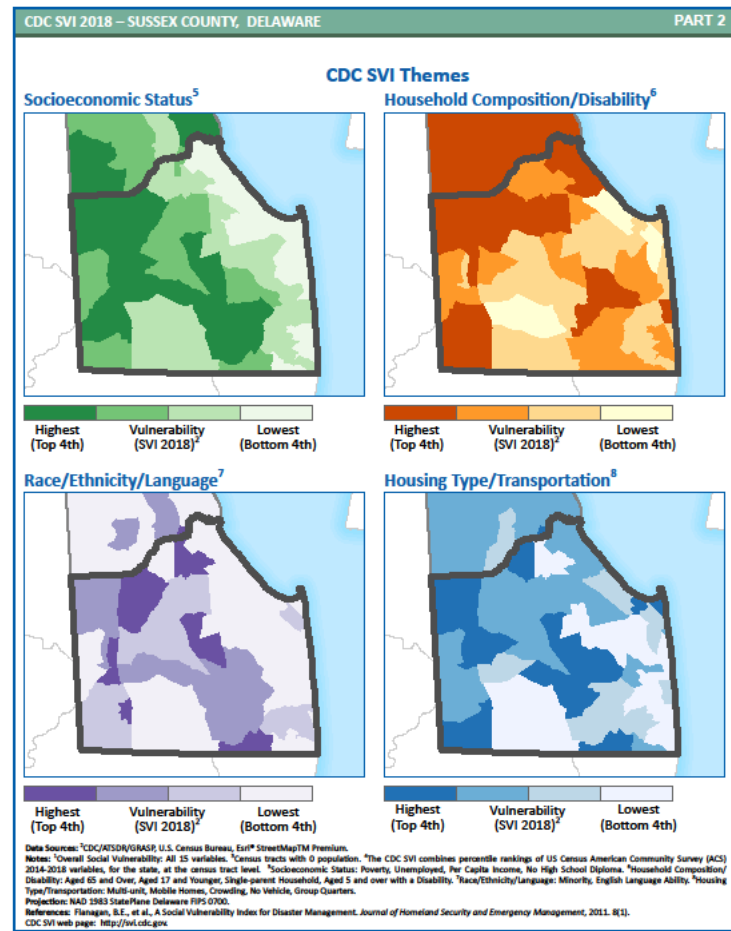 CDC SVI 2018 – SUSSEX COUNTY, DELAWARE PART 2
CDC SVI Themes
Socioeconomic Status5 Household Composition/Disability6
Highest (Top 4th) Vulnerability (SVI 2018)2 Lowest (Bottom 4th)
Highest (Top 4th) Vulnerability (SVI 2018)2 Lowest (Bottom 4th)
Race/Ethnicity/Language7 Housing Type/Transportation8
Highest (Top 4th) Vulnerability (SVI 2018)2 Lowest (Bottom 4th)
Highest (Top 4th) Vulnerability (SVI 2018)2 Lowest (Bottom 4th)
Data Sources: 2CDC/ATSDR/GRASP, U.S. Census Bureau, Esri® StreetMapTM Premium.
Notes: 1Overall Social Vulnerability: All 15 variables. 3Census tracts with 0 population. 4The CDC SVI combines percentile rankings of US Census American Community Survey (ACS)
2014-2018 variables, for the state, at the census tract level. 5Socioeconomic Status: Poverty, Unemployed, Per Capita Income, No High School Diploma. 6Household Composition/
Disability: Aged 65 and Over, Aged 17 and Younger, Single-parent Household, Aged 5 and over with a Disability. 7Race/Ethnicity/Language: Minority, English Language Ability. 8Housing
Type/Transportation: Multi-unit, Mobile Homes, Crowding, No Vehicle, Group Quarters.
Projection: NAD 1983 StatePlane Delaware FIPS 0700.
References: Flanagan, B.E., et al., A Social Vulnerability Index for Disaster Management. Journal of Homeland Security and Emergency Management, 2011. 8(1).
CDC SVI web page: http://svi.cdc.gov.